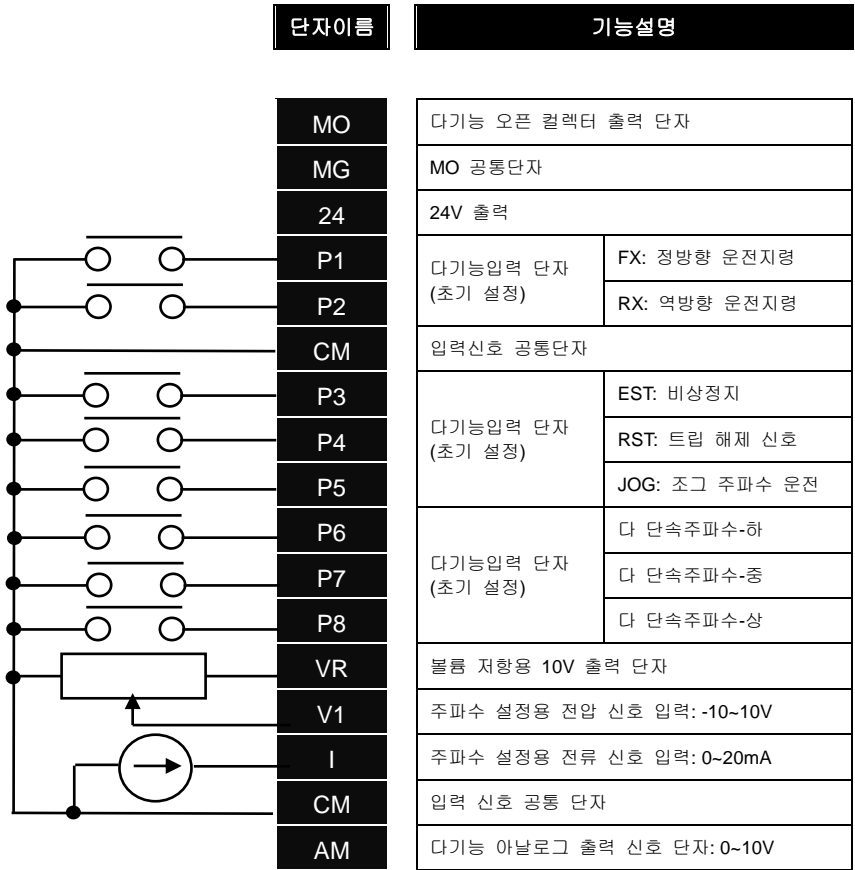 단자이름 기능설명
MO 다기능 오픈 컬렉터 출력 단자
MG MO 공통단자
24 24V 출력
P1 다기능입력 단자 (초기 설정) FX: 정방향 운전지령
P2 RX: 역방향 운전지령
CM 입력신호 공통단자
P3 EST: 비상정지
P4 다기능입력 단자 (초기 설정) RST: 트립 해제 신호
P5 JOG: 조그 주파수 운전
P6 다 단속주파수-하
P7 다기능입력 단자 (초기 설정) 다 단속주파수-중
P8 다 단속주파수-상
VR 볼륨 저항용 10V 출력 단자
V1 주파수 설정용 전압 신호 입력: -10~10V
I 주파수 설정용 전류 신호 입력: 0~20mA
CM 입력 신호 공통 단자
AM 다기능 아날로그 출력 신호 단자: 0~10V